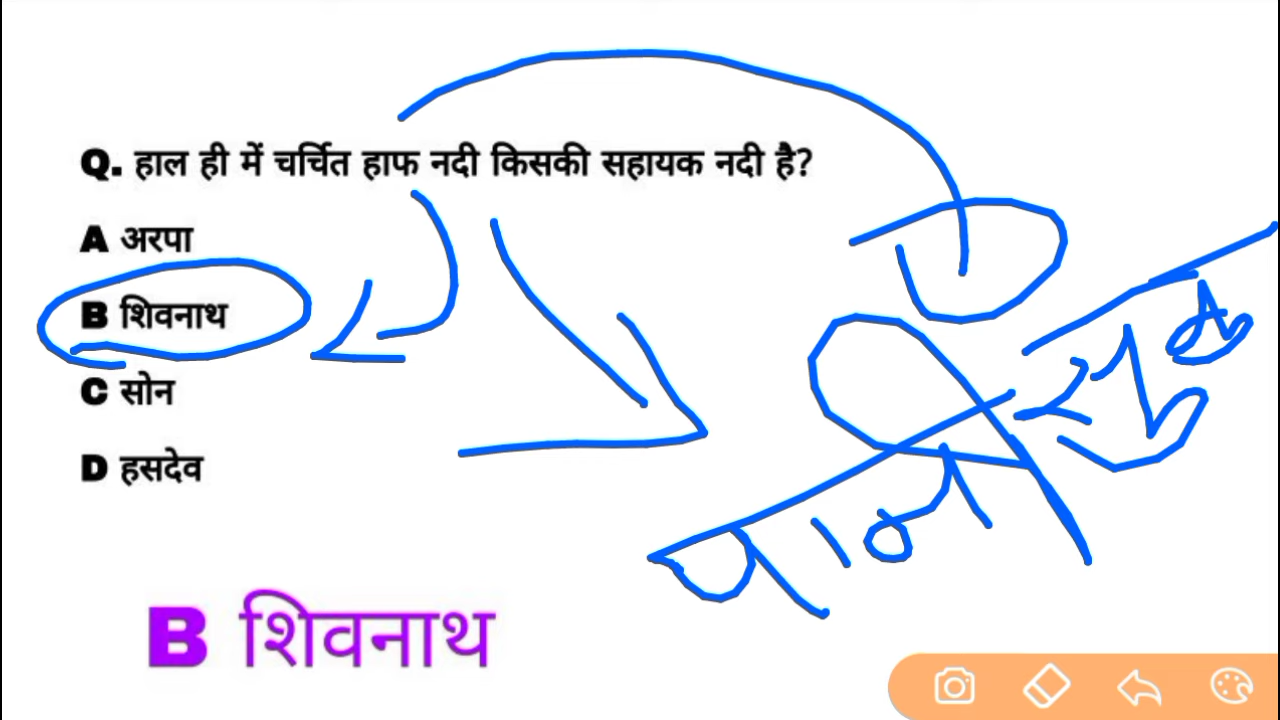 Q. हाल ही में चर्चित हाफ नदी किसकी सहायक नदी है?
A अरपा
B शिवनाथ
C सोन
D हसदेव
B शिवनाथ